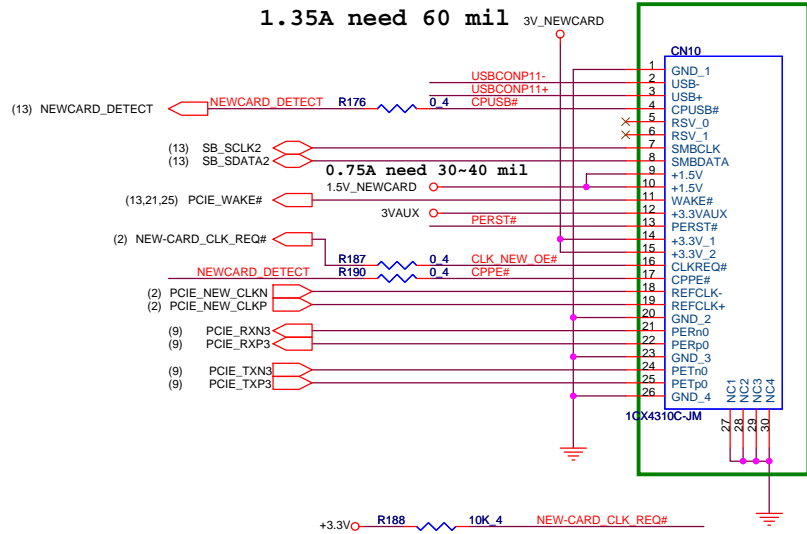 1.35A need 60 mil
3V_NEWCARD
CN10
1 GND_1
USBCONP11- 2 USB-
USBCONP11+ 3 USB+
(13) NEWCARD_DETECT NEWCARD_DETECT R176 0_4 CPUSB# 4 CPUSB#
5 RSV_0
6 RSV_1
(13) SB_SCLK2 7 SMBCLK
(13) SB_SDATA2 8 SMBDATA
0.75A need 30~40 mil 9 +1.5V
1.5V_NEWCARD 10 +1.5V
(13,21,25) PCIE_WAKE# 11 WAKE#
3VAUX 12 +3.3VAUX
PERST# 13 PERST#
(2) NEW-CARD_CLK_REQ# 14 +3.3V_1
15 +3.3V_2
R187 0_4 CLK_NEW_OE# 16 CLKREQ#
NEWCARD_DETECT R190 0_4 CPPE# 17 CPPE#
(2) PCIE_NEW_CLKN 18 REFCLK-
(2) PCIE_NEW_CLKP 19 REFCLK+
20 GND_2
(9) PCIE_RXN3 21 PERn0
(9) PCIE_RXP3 22 PERp0
23 GND_3
(9) PCIE_TXN3 24 PETn0
(9) PCIE_TXP3 25 PETp0
26 GND_4
NC1 NC2 NC3 NC4
1CX4310C-JM
27 28 29 30
+3.3V R188 10K_4 NEW-CARD_CLK_REQ#